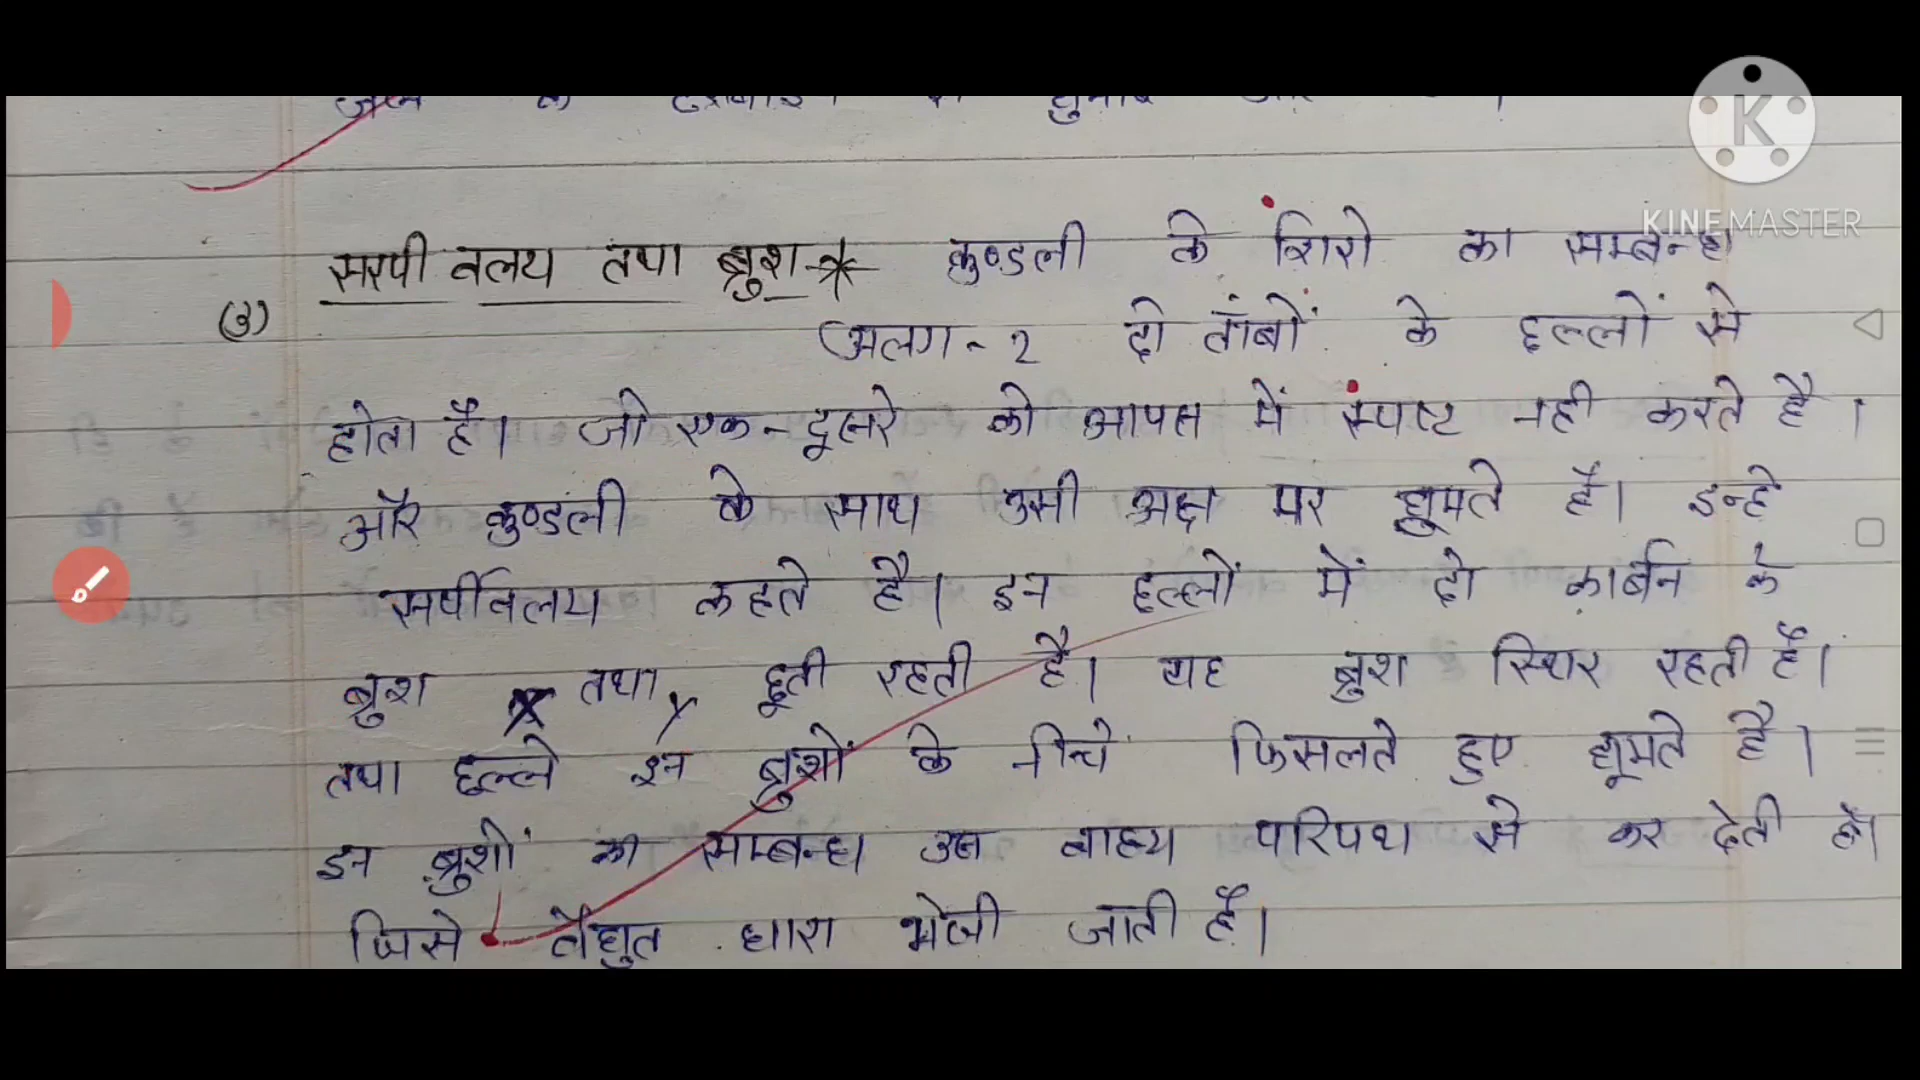 KINEMASTER
(3) सरपी वलय तथा ब्रुश-* कुण्डली के शिरो का सम्बन्ध
अलग-2 दो तांबों के छल्लों से
होता है। जो एक-दूसरे को आपस में स्पष्ट नही करते है।
और कुण्डली के साथ उसी अक्ष पर घूमते है। इन्हे
सर्पीवलय कहते है। इन छल्लों में दो कार्बन के
ब्रुश X तथा Y छूती रहती है। यह ब्रुश स्थिर रहती है।
तथा छल्ले इन ब्रुशों के नीचे फिसलते हुए घूमते है।
इन ब्रुशों का सम्बन्ध उस बाह्य परिपथ से कर देती है।
जिसे वैधुत धारा भेजी जाती है।